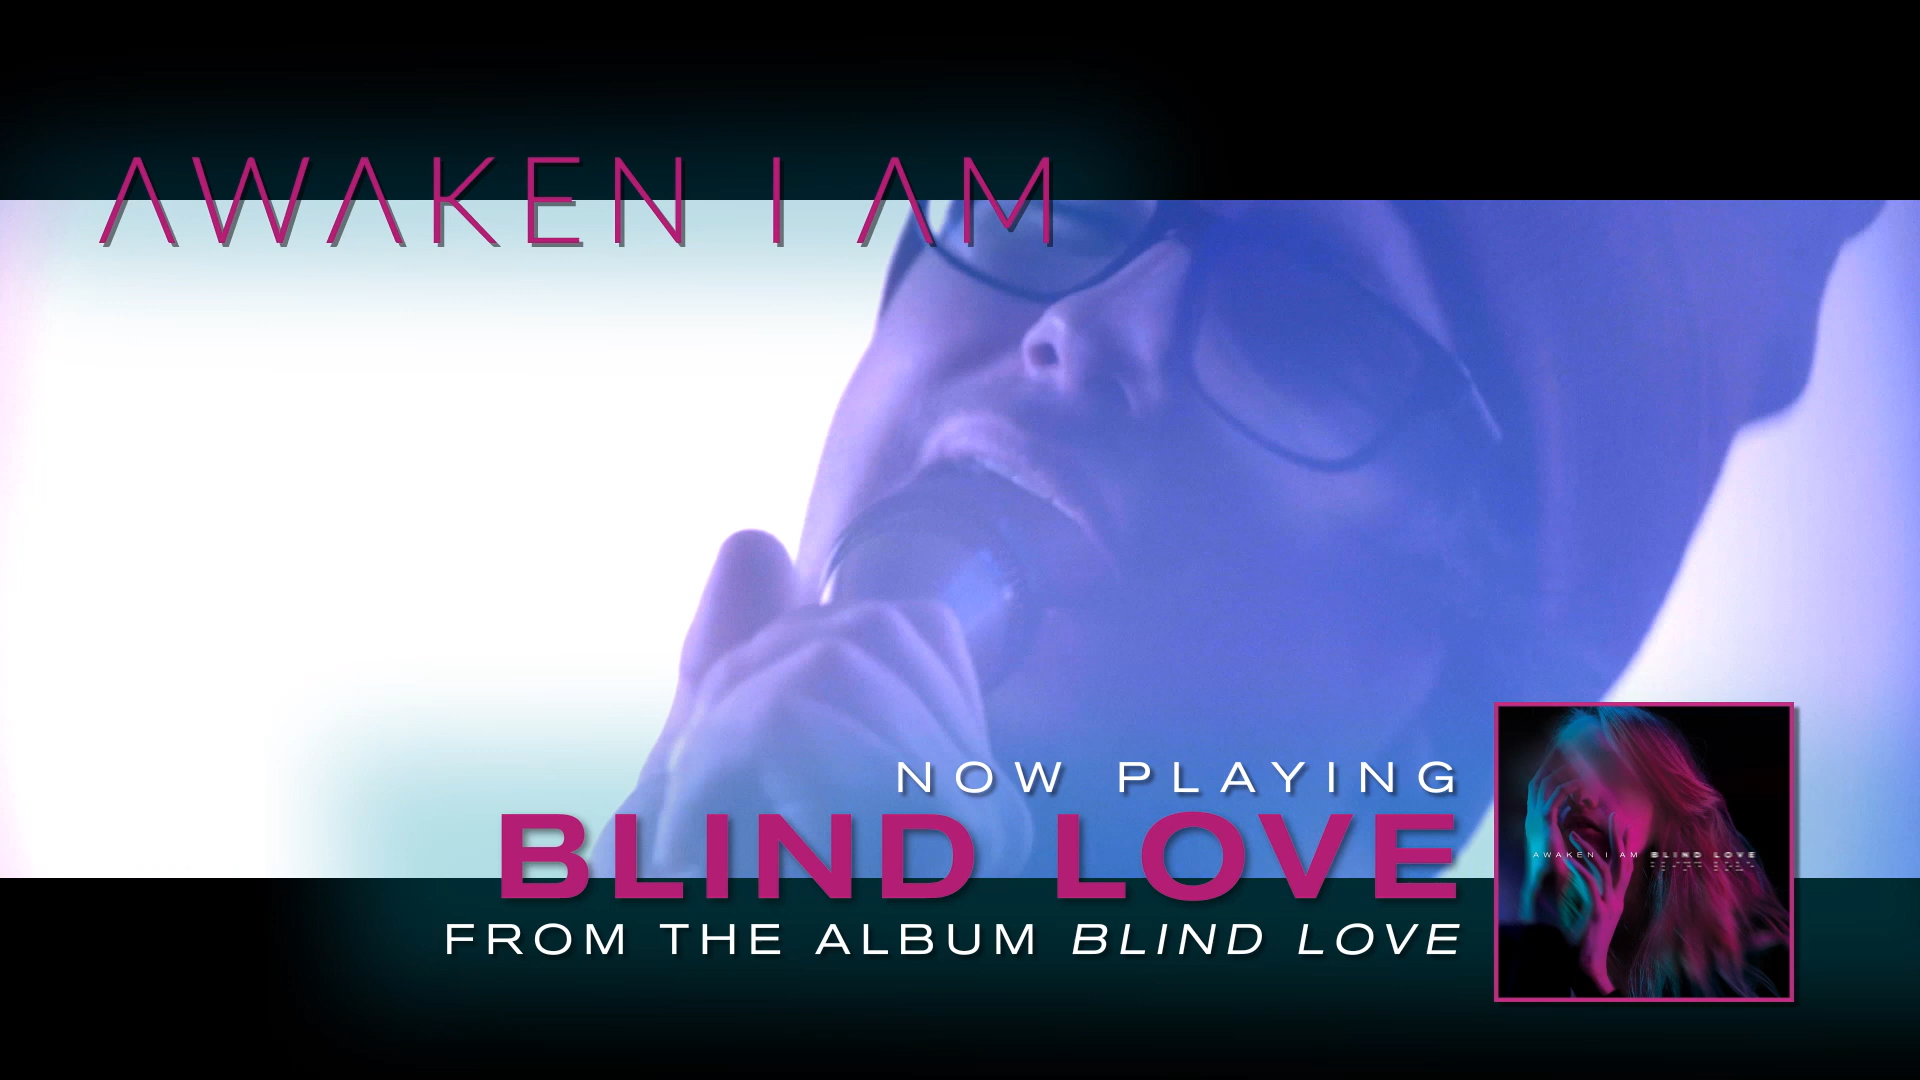 AWAKEN I AM
NOW PLAYING
BLIND LOVE
FROM THE ALBUM BLIND LOVE
AWAKEN I AM BLIND LOVE